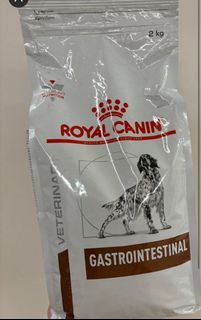 2 kg
ROYAL CANIN
VETERINARY
GASTROINTESTINAL